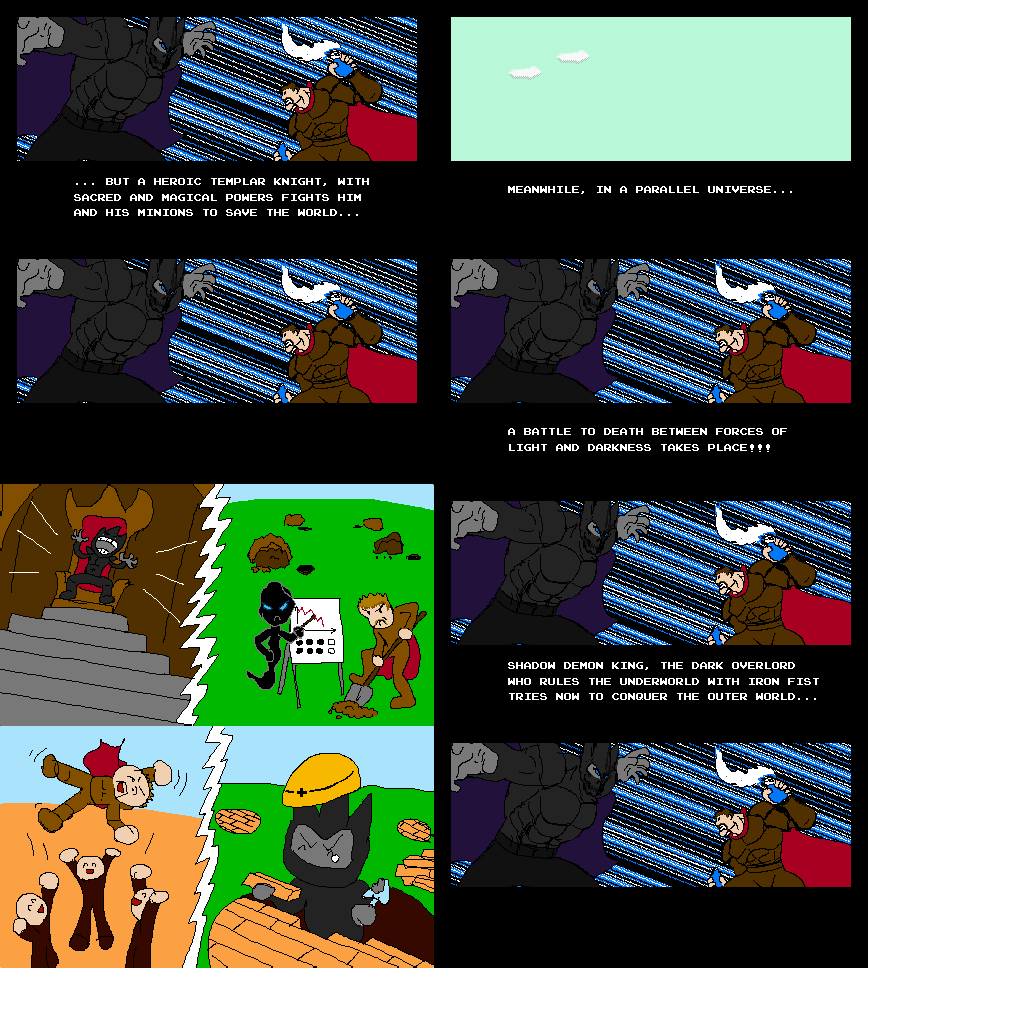 ... BUT A HEROIC TEMPLAR KNIGHT, WITH
SACRED AND MAGICAL POWERS FIGHTS HIM
AND HIS MINIONS TO SAVE THE WORLD...
MEANWHILE, IN A PARALLEL UNIVERSE...
A BATTLE TO DEATH BETWEEN FORCES OF
LIGHT AND DARKNESS TAKES PLACE!!!
SHADOW DEMON KING, THE DARK OVERLORD
WHO RULES THE UNDERWORLD WITH IRON FIST
TRIES NOW TO CONQUER THE OUTER WORLD...